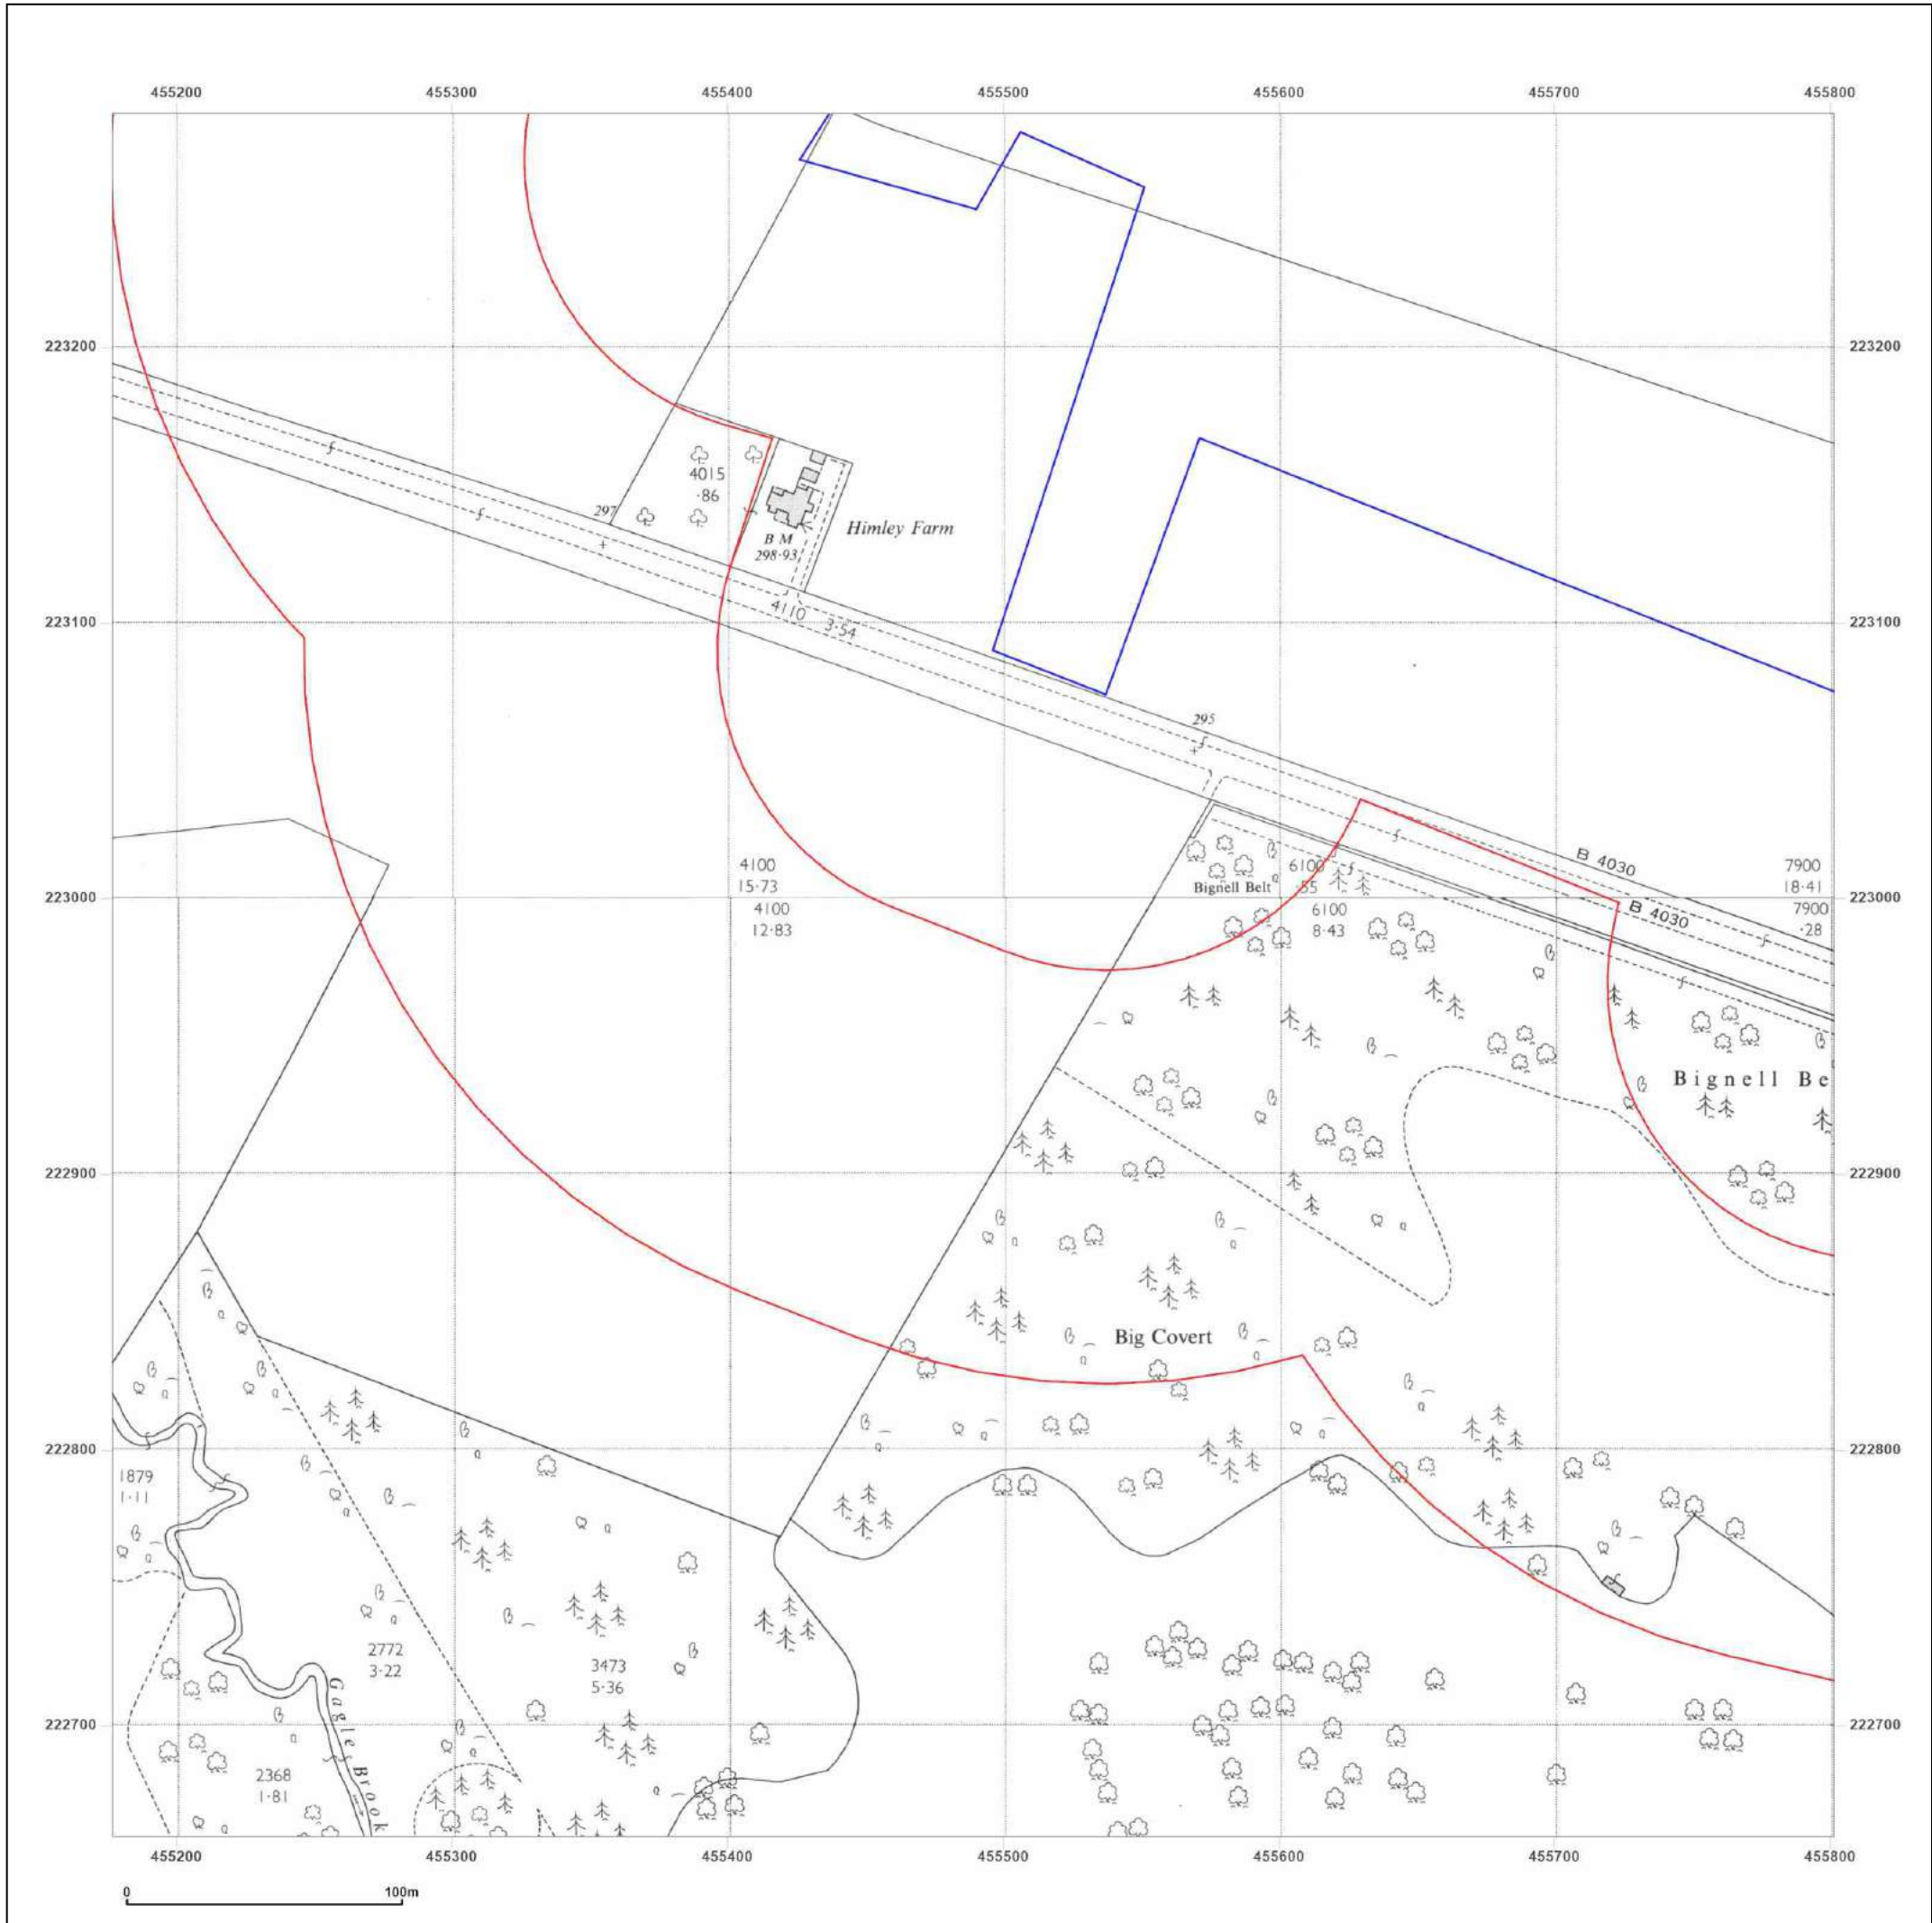 455200 455300 455400 455500 455600 455700 455800
223200 223200
4015
·86
297
Himley Farm
B M
298·93
4110 3·54
223100 223100
295
B 4030
4100
15·73
6100
·55
7900
18·41
Bignell Belt
223000 223000
4100
12·83
6100
8·43
B 4030
7900
·28
Bignell Be
222900 222900
Big Covert
222800 222800
1879
1·11
2772
3·22
3473
5·36
Gagle Brook
222700 222700
2368
1·81
455200 455300 455400 455500 455600 455700 455800
0 100m